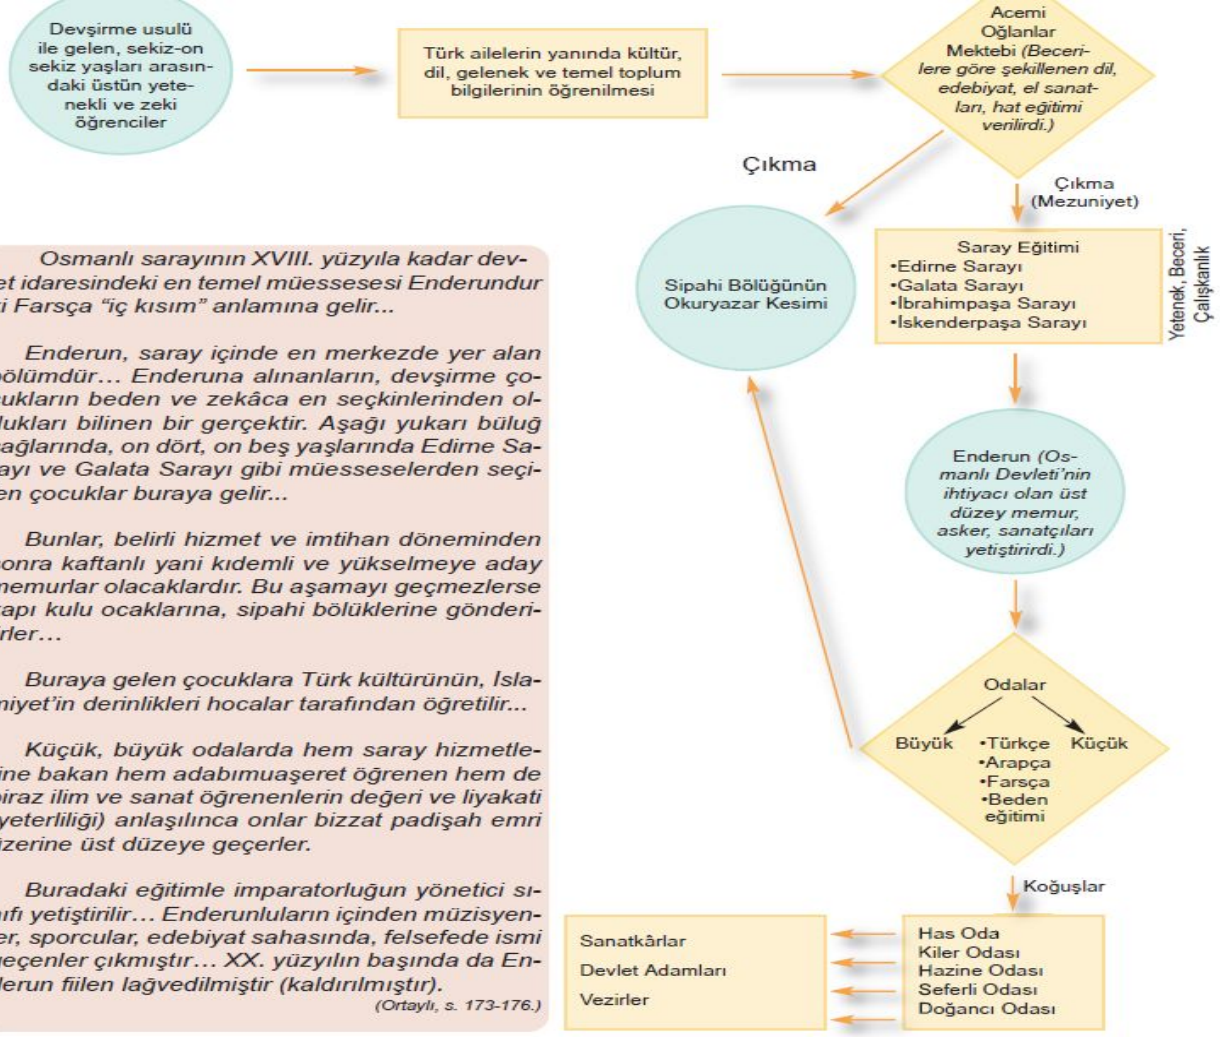 Devşirme usulü
ile gelen, sekiz-on
sekiz yaşları arasın-
daki üstün yete-
nekli ve zeki
öğrenciler
Türk ailelerin yanında kültür,
dil, gelenek ve temel toplum
bilgilerinin öğrenilmesi
Acemi
Oğlanlar
Mektebi (Beceri-
lere göre şekillenen dil,
edebiyat, el sanat-
ları, hat eğitimi
verilirdi.)
Çıkma
Çıkma
(Mezuniyet)
Sipahi Bölüğünün
Okuryazar Kesimi
Saray Eğitimi
•Edirne Sarayı
•Galata Sarayı
•İbrahimpaşa Sarayı
•İskenderpaşa Sarayı
Yetenek, Beceri,
Çalışkanlık
Enderun (Os-
manlı Devleti’nin
ihtiyacı olan üst
düzey memur,
asker, sanatçıları
yetiştirirdi.)
Odalar
Büyük
•Türkçe
•Arapça
•Farsça
•Beden
eğitimi
Küçük
Koğuşlar
Has Oda
Kiler Odası
Hazine Odası
Seferli Odası
Doğancı Odası
Sanatkârlar
Devlet Adamları
Vezirler
Osmanlı sarayının XVIII. yüzyıla kadar dev-
et idaresindeki en temel müessesesi Enderundur
i Farsça “iç kısım” anlamına gelir...
Enderun, saray içinde en merkezde yer alan
bölümdür… Enderuna alınanların, devşirme ço-
ukların beden ve zekâca en seçkinlerinden ol-
dukları bilinen bir gerçektir. Aşağı yukarı büluğ
ağlarında, on dört, on beş yaşlarında Edirne Sa-
ayı ve Galata Sarayı gibi müesseselerden seçi-
en çocuklar buraya gelir...
Bunlar, belirli hizmet ve imtihan döneminden
sonra kaftanlı yani kıdemli ve yükselmeye aday
memurlar olacaklardır. Bu aşamayı geçmezlerse
kapı kulu ocaklarına, sipahi bölüklerine gönderi-
irler…
Buraya gelen çocuklara Türk kültürünün, İsla-
miyet’in derinlikleri hocalar tarafından öğretilir...
Küçük, büyük odalarda hem saray hizmetle-
ine bakan hem adabımuaşeret öğrenen hem de
biraz ilim ve sanat öğrenenlerin değeri ve liyakati
yeterliliği) anlaşılınca onlar bizzat padişah emri
üzerine üst düzeye geçerler.
Buradaki eğitimle imparatorluğun yönetici sı-
nıfı yetiştirilir… Enderunluların içinden müzisyen-
er, sporcular, edebiyat sahasında, felsefede ismi
geçenler çıkmıştır… XX. yüzyılın başında da En-
derun fiilen lağvedilmiştir (kaldırılmıştır).
(Ortaylı, s. 173-176.)